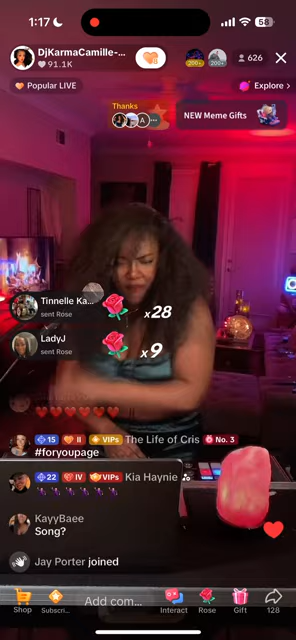 1:17
58
DjKarmaCamille-...
91.1K
200+
200+
626
Popular LIVE
Explore >
Thanks
A
NEW Meme Gifts
Tinnelle Ka...
sent Rose
x28
LadyJ
sent Rose
x9
15 II VIPs The Life of Cris No. 3
#foryoupage
22 IV VIPs Kia Haynie
KayyBaee
Song?
Jay Porter joined
Shop
Subscri...
Add com...
Interact
Rose
Gift
128